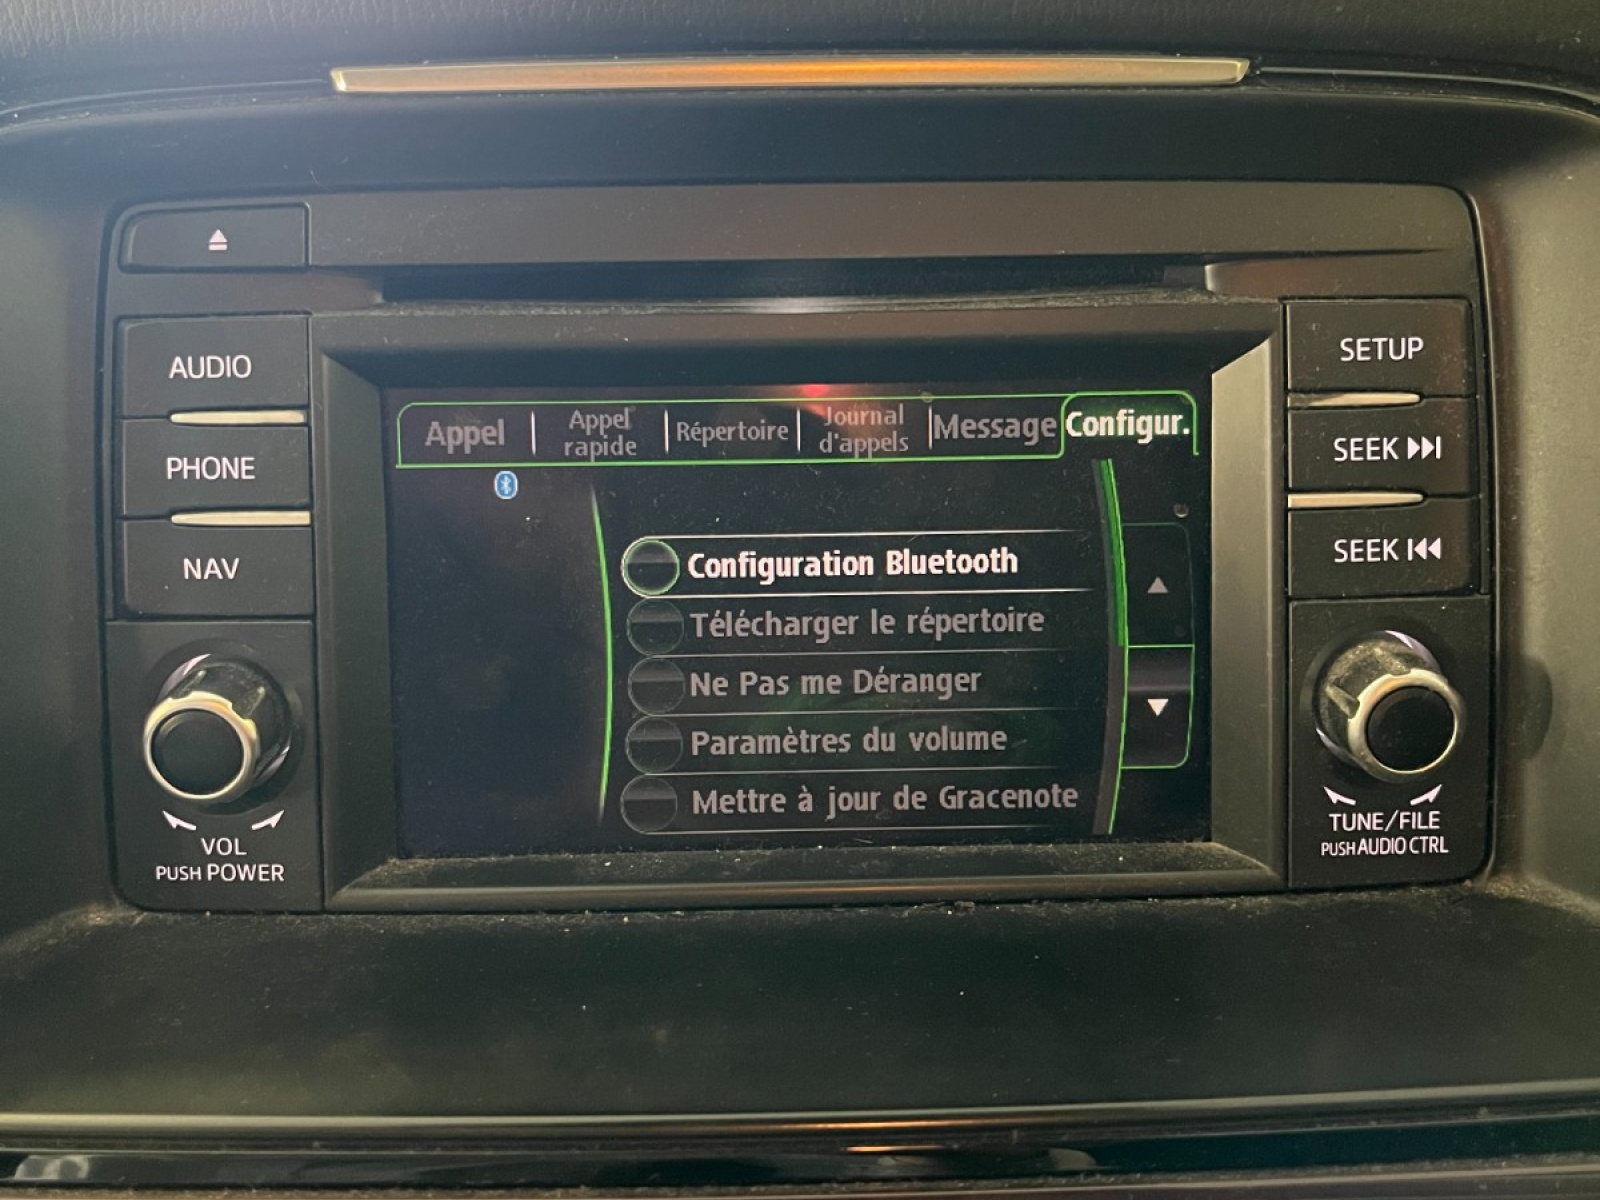 AUDIO
PHONE
NAV
VOL
PUSH POWER
Appel
Appel
rapide
Répertoire
Journal
d'appels
Message
Configur.
Configuration Bluetooth
Télécharger le répertoire
Ne Pas me Déranger
Paramètres du volume
Mettre à jour de Gracenote
SETUP
SEEK
SEEK
TUNE/FILE
PUSH AUDIO CTRL